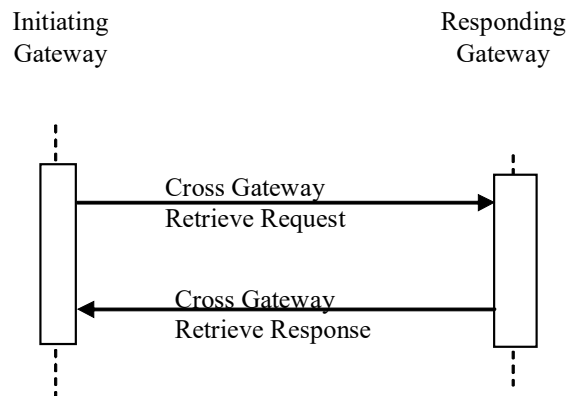 Initiating
Gateway
Responding
Gateway
Cross Gateway
Retrieve Request
Cross Gateway
Retrieve Response